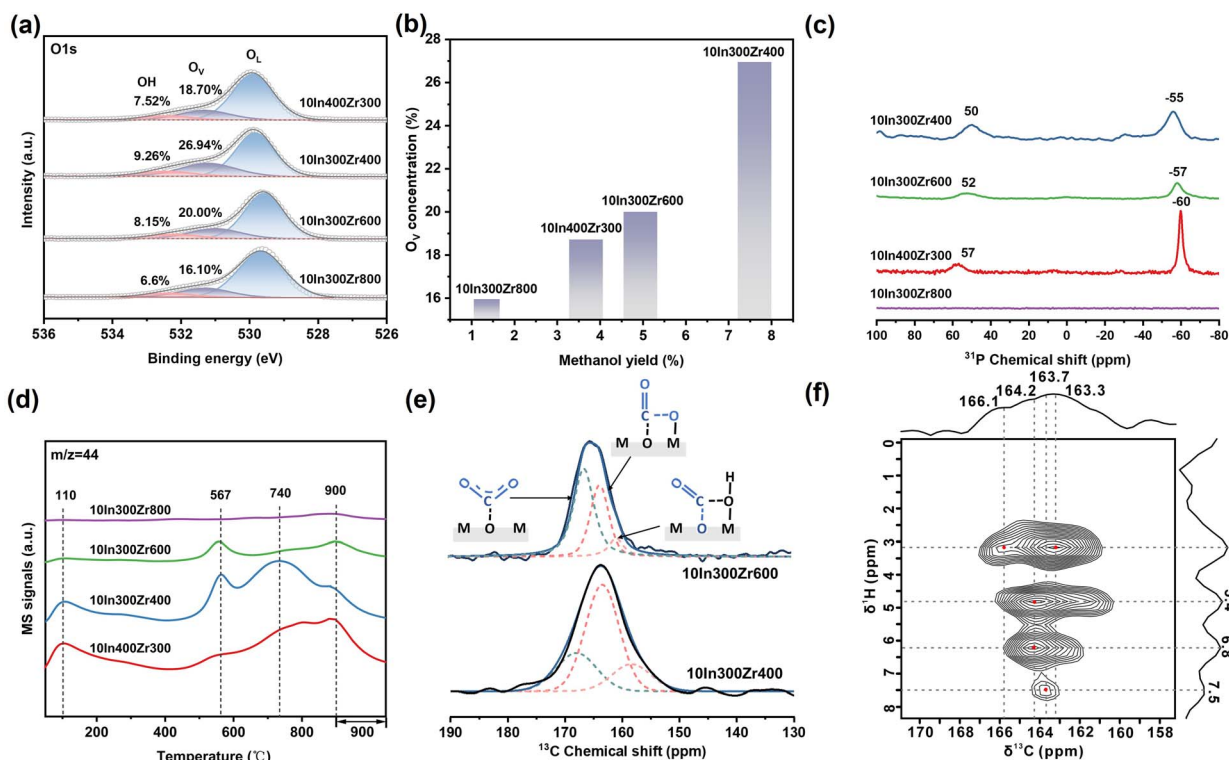 (a)
O1s
OH
O_V
O_L
7.52%
18.70%
10In400Zr300
9.26%
26.94%
10In300Zr400
8.15%
20.00%
10In300Zr600
6.6%
16.10%
10In300Zr800
Intensity (a.u.)
536 534 532 530 528 526
Binding energy (eV)
(b)
28
26
24
22
20
18
16
O_V concentration (%)
10In300Zr400
10In300Zr600
10In400Zr300
10In300Zr800
1 2 3 4 5 6 7 8
Methanol yield (%)
(c)
10In300Zr400
50
-55
10In300Zr600
52
-57
10In400Zr300
57
-60
10In300Zr800
100 80 60 40 20 0 -20 -40 -60 -80
³¹P Chemical shift (ppm)
(d)
m/z=44
110 567 740 900
10In300Zr800
10In300Zr600
10In300Zr400
10In400Zr300
MS signals (a.u.)
200 400 600 800 900
Temperature (℃)
(e)
O
C O
M O M
O O
C
M O M
H
O C O
M O M
10In300Zr600
10In300Zr400
190 180 170 160 150 140 130
¹³C Chemical shift (ppm)
(f)
166.1 164.2 163.7 163.3
0
1
2
3
4
5
6
7
8
δ¹H (ppm)
6.8
7.5
170 168 166 164 162 160 158
δ¹³C (ppm)